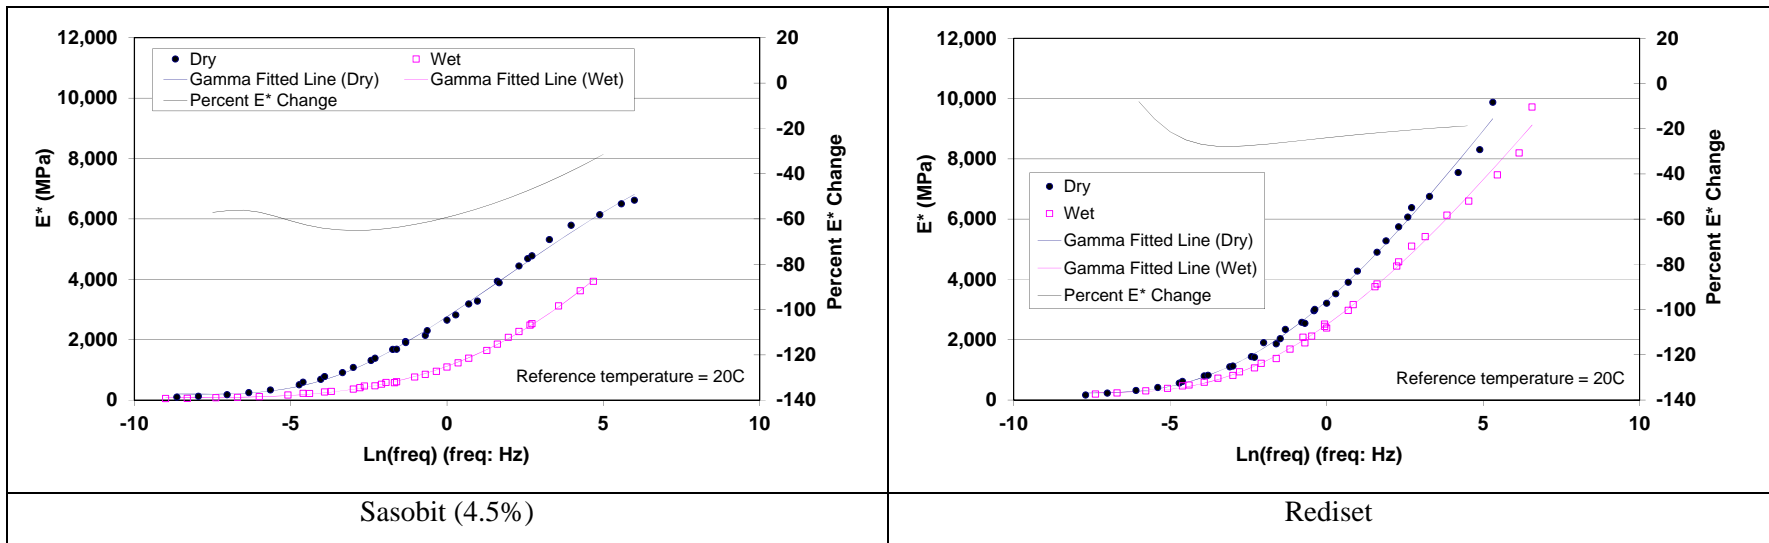 12,000
10,000
8,000
6,000
4,000
2,000
0
E* (MPa)
Dry
Wet
Gamma Fitted Line (Dry)
Gamma Fitted Line (Wet)
Percent E* Change
20
0
-20
-40
-60
-80
-100
-120
-140
Percent E* Change
Reference temperature = 20C
-10
-5
0
5
10
Ln(freq) (freq: Hz)
12,000
10,000
8,000
6,000
4,000
2,000
0
E* (MPa)
Dry
Wet
Gamma Fitted Line (Dry)
Gamma Fitted Line (Wet)
Percent E* Change
20
0
-20
-40
-60
-80
-100
-120
-140
Percent E* Change
Reference temperature = 20C
-10
-5
0
5
10
Ln(freq) (freq: Hz)
Sasobit (4.5%)
Rediset